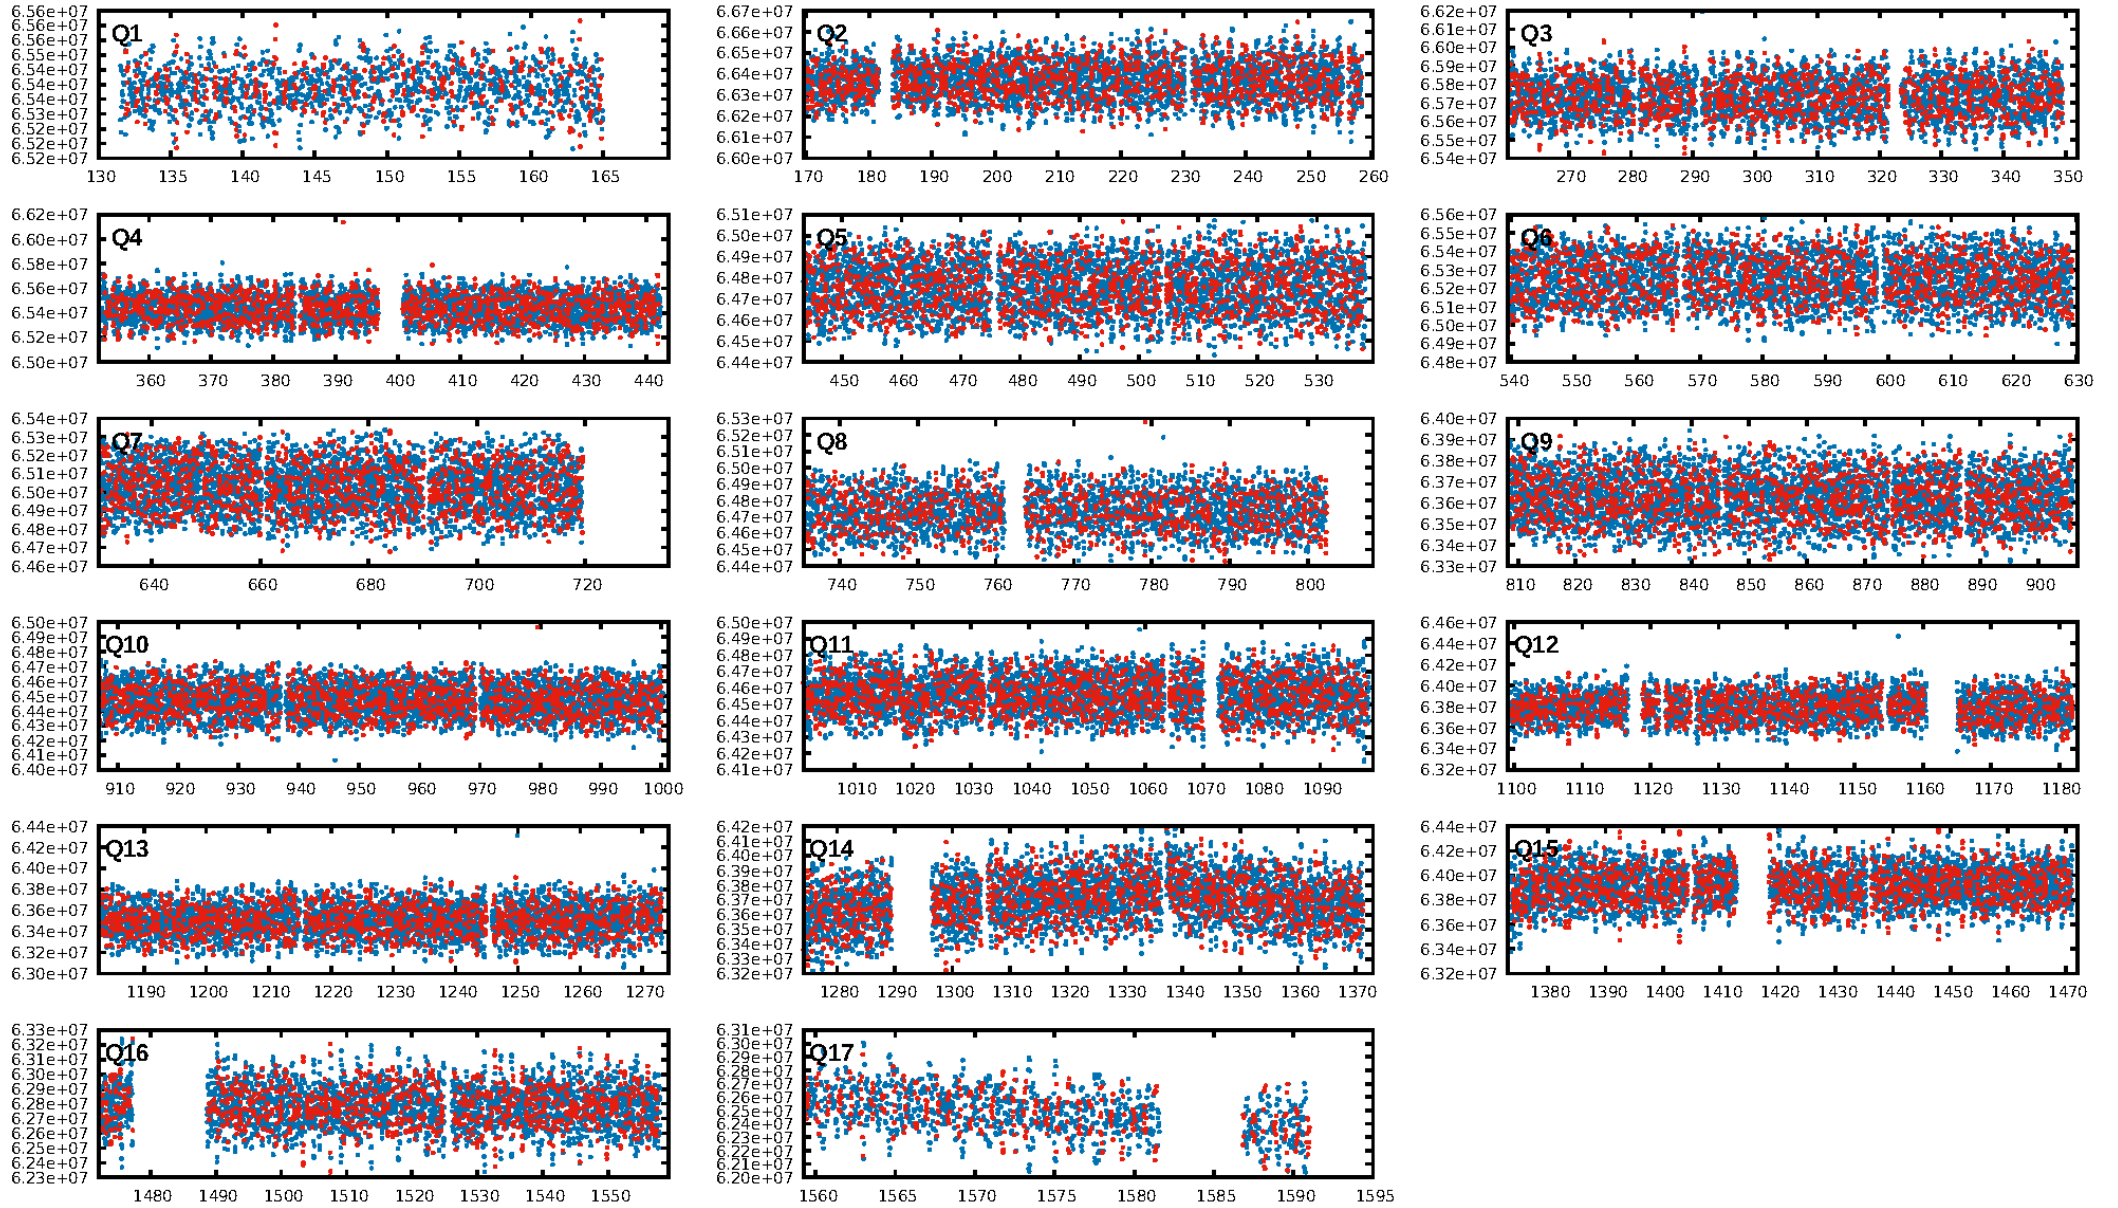 Q1
6.56e+07
6.56e+07
6.55e+07
6.55e+07
6.54e+07
6.54e+07
6.54e+07
6.53e+07
6.52e+07
6.52e+07
6.52e+07
130 135 140 145 150 155 160 165
Q2
6.67e+07
6.66e+07
6.65e+07
6.64e+07
6.63e+07
6.62e+07
6.61e+07
6.60e+07
170 180 190 200 210 220 230 240 250 260
Q3
6.62e+07
6.61e+07
6.60e+07
6.59e+07
6.58e+07
6.57e+07
6.56e+07
6.55e+07
6.54e+07
270 280 290 300 310 320 330 340 350
Q4
6.62e+07
6.60e+07
6.58e+07
6.56e+07
6.54e+07
6.52e+07
6.50e+07
360 370 380 390 400 410 420 430 440
Q5
6.51e+07
6.50e+07
6.49e+07
6.48e+07
6.47e+07
6.46e+07
6.45e+07
6.44e+07
450 460 470 480 490 500 510 520 530
Q6
6.56e+07
6.55e+07
6.54e+07
6.53e+07
6.52e+07
6.51e+07
6.50e+07
6.49e+07
6.48e+07
540 550 560 570 580 590 600 610 620 630
Q7
6.54e+07
6.53e+07
6.52e+07
6.51e+07
6.50e+07
6.49e+07
6.48e+07
6.47e+07
6.46e+07
640 660 680 700 720
Q8
6.53e+07
6.52e+07
6.51e+07
6.50e+07
6.49e+07
6.48e+07
6.47e+07
6.46e+07
6.45e+07
6.44e+07
740 750 760 770 780 790 800
Q9
6.40e+07
6.39e+07
6.38e+07
6.37e+07
6.36e+07
6.35e+07
6.34e+07
6.33e+07
810 820 830 840 850 860 870 880 890 900
Q10
6.50e+07
6.49e+07
6.48e+07
6.47e+07
6.46e+07
6.45e+07
6.44e+07
6.43e+07
6.42e+07
6.41e+07
6.40e+07
910 920 930 940 950 960 970 980 990 1000
Q11
6.50e+07
6.49e+07
6.48e+07
6.47e+07
6.46e+07
6.45e+07
6.44e+07
6.43e+07
6.42e+07
6.41e+07
1010 1020 1030 1040 1050 1060 1070 1080 1090
Q12
6.46e+07
6.44e+07
6.42e+07
6.40e+07
6.38e+07
6.36e+07
6.34e+07
6.32e+07
1100 1110 1120 1130 1140 1150 1160 1170 1180
Q13
6.44e+07
6.42e+07
6.40e+07
6.38e+07
6.36e+07
6.34e+07
6.32e+07
6.30e+07
1190 1200 1210 1220 1230 1240 1250 1260 1270
Q14
6.42e+07
6.41e+07
6.40e+07
6.39e+07
6.38e+07
6.37e+07
6.36e+07
6.35e+07
6.34e+07
6.33e+07
6.32e+07
1280 1290 1300 1310 1320 1330 1340 1350 1360 1370
Q15
6.44e+07
6.42e+07
6.40e+07
6.38e+07
6.36e+07
6.34e+07
6.32e+07
1380 1390 1400 1410 1420 1430 1440 1450 1460 1470
Q16
6.33e+07
6.32e+07
6.31e+07
6.30e+07
6.29e+07
6.28e+07
6.27e+07
6.26e+07
6.25e+07
6.24e+07
6.23e+07
1480 1490 1500 1510 1520 1530 1540 1550
Q17
6.31e+07
6.30e+07
6.29e+07
6.28e+07
6.27e+07
6.26e+07
6.25e+07
6.24e+07
6.23e+07
6.22e+07
6.21e+07
6.20e+07
1560 1565 1570 1575 1580 1585 1590 1595